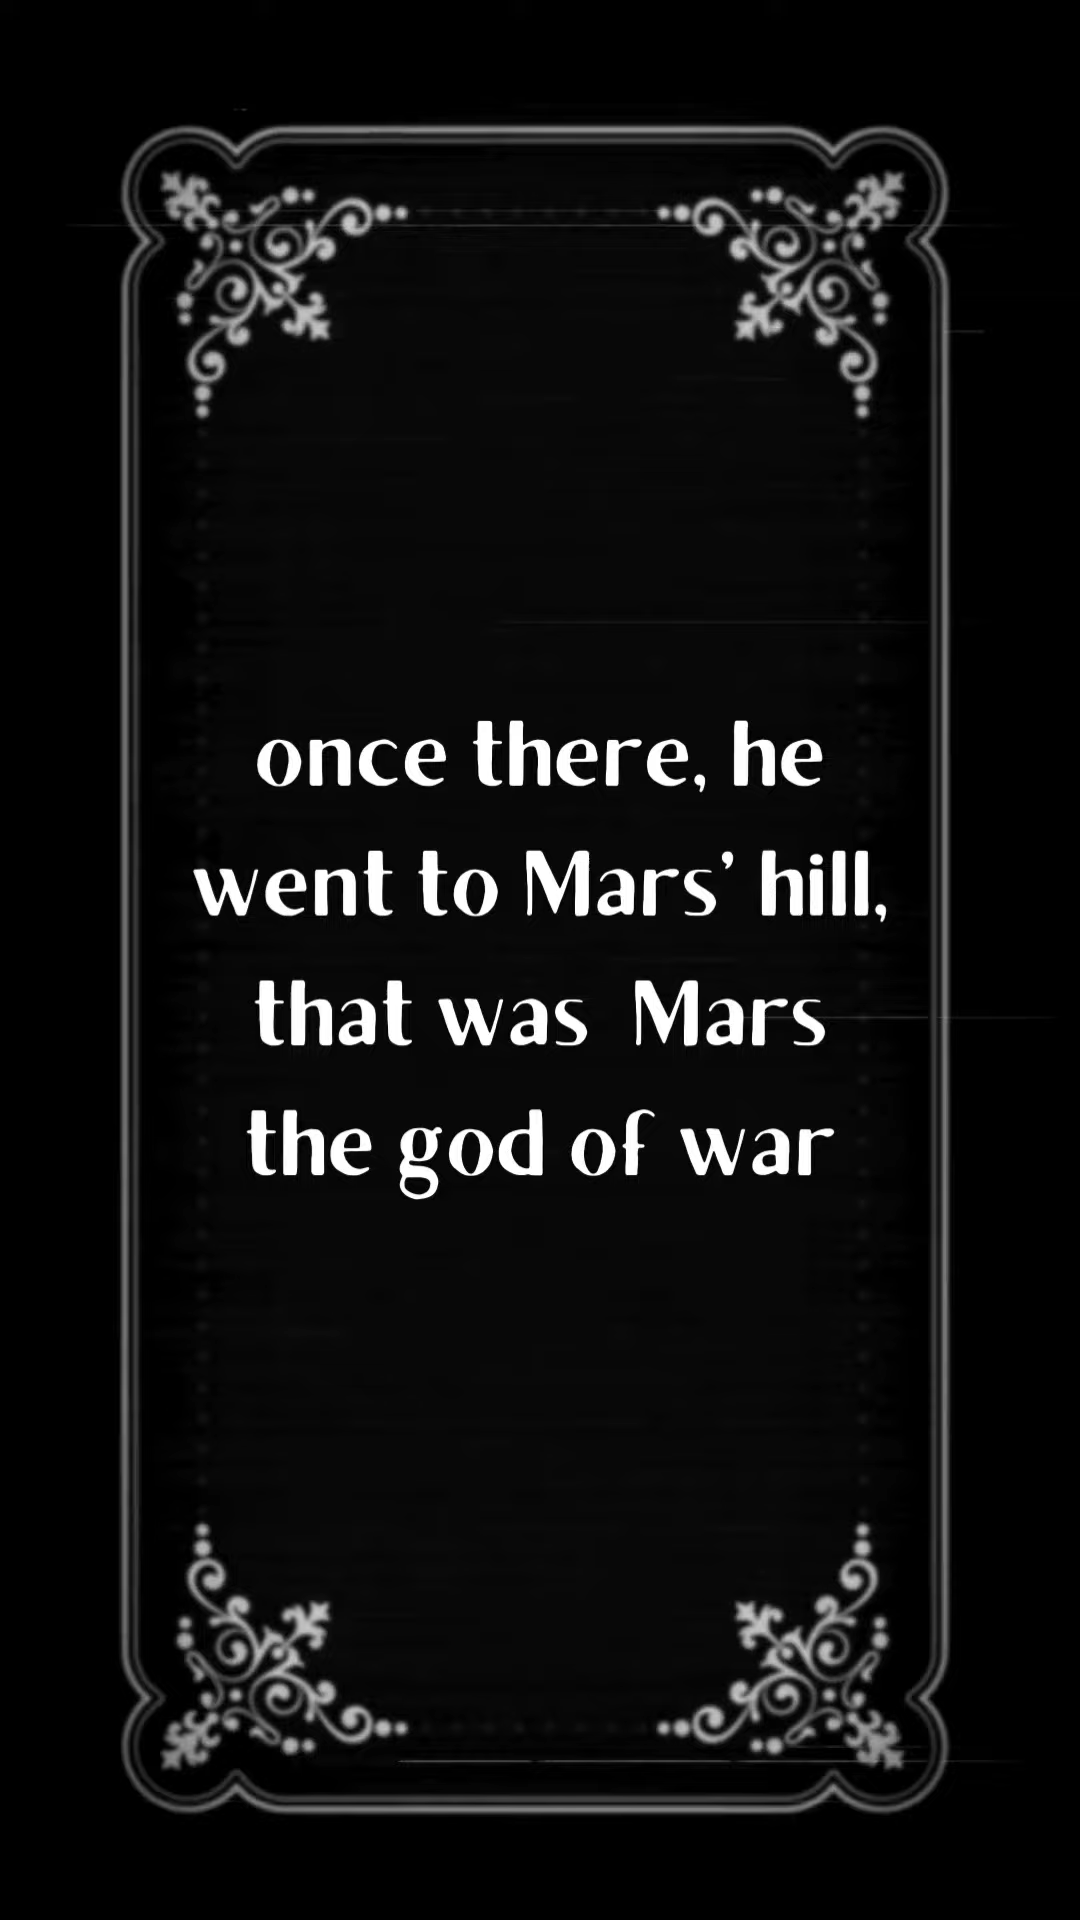 once there, he
went to Mars’ hill,
that was  Mars
the god of war